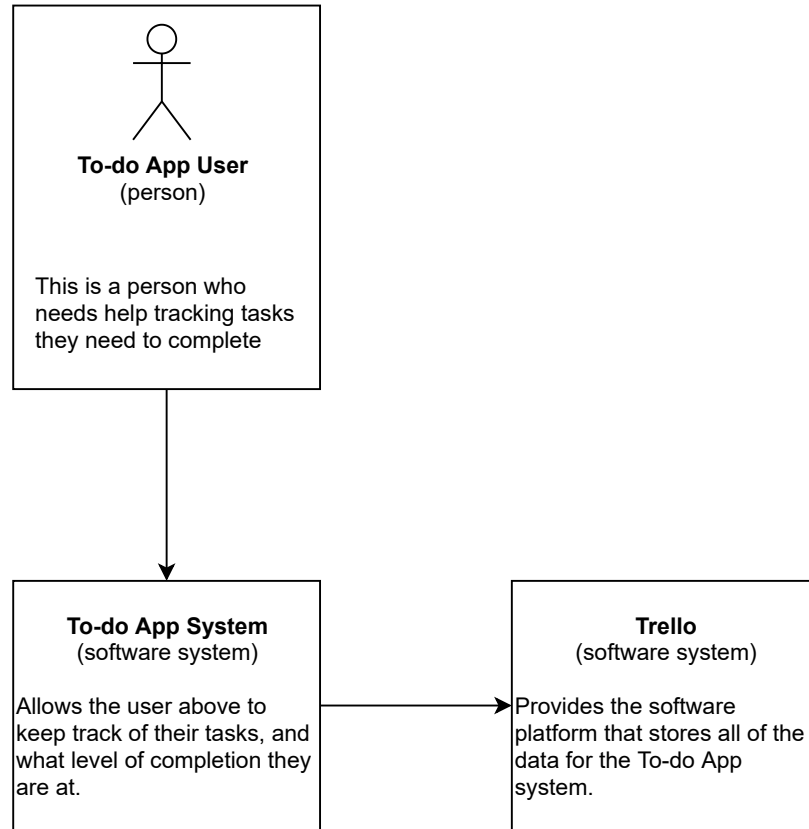 To-do App User
(person)
This is a person who
needs help tracking tasks
they need to complete
To-do App System
(software system)
Allows the user above to
keep track of their tasks, and
what level of completion they
are at.
Trello
(software system)
Provides the software
platform that stores all of the
data for the To-do App
system.